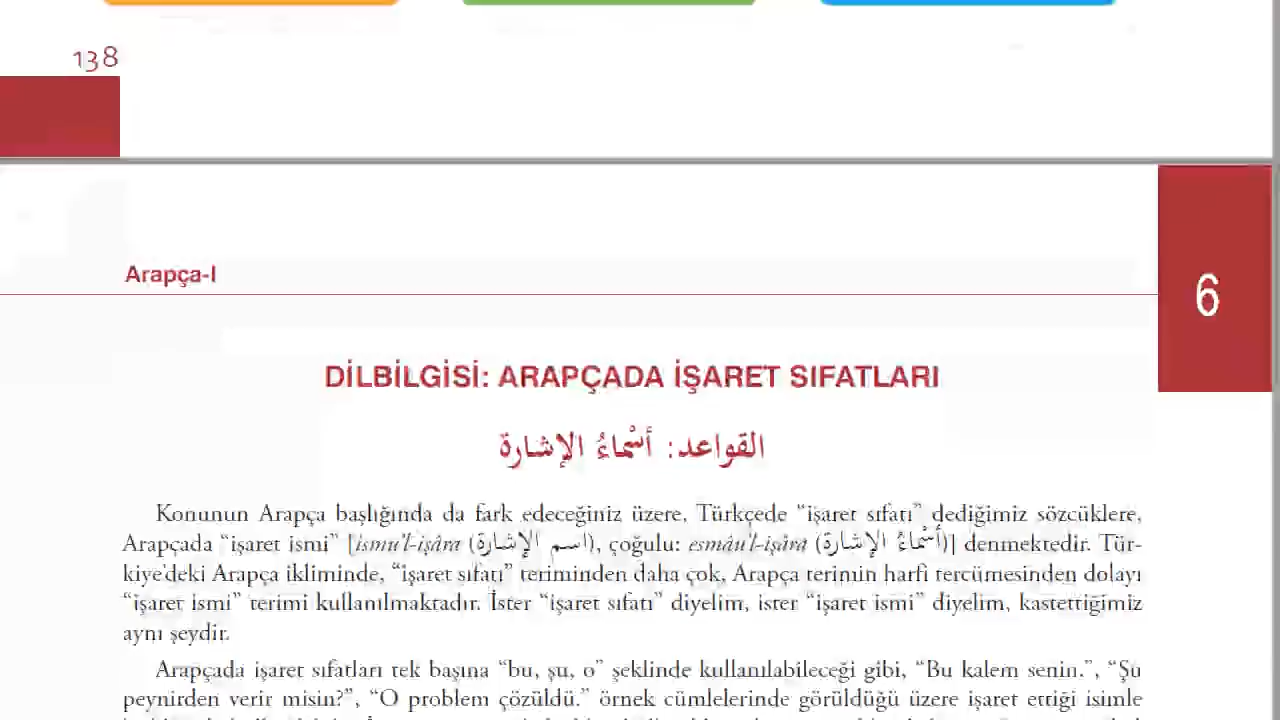 138
Arapça-I
6
DİLBİLGİSİ: ARAPÇADA İŞARET SIFATLARI
القواعد: أسْماءُ الإشارة
Konunun Arapça başlığında da fark edeceğiniz üzere, Türkçede “işaret sıfatı” dediğimiz sözcüklere,
Arapçada “işaret ismi” [ismu’l-işâra (اسم الإشارة), çoğulu: esmâu’l-işâra (أسْماءُ الإشارة)] denmektedir. Tür-
kiye’deki Arapça ikliminde, “işaret sıfatı” teriminden daha çok, Arapça terimin harfi tercümesinden dolayı
“işaret ismi” terimi kullanılmaktadır. İster “işaret sıfatı” diyelim, ister “işaret ismi” diyelim, kastettiğimiz
aynı şeydir.
Arapçada işaret sıfatları tek başına “bu, şu, o” şeklinde kullanılabileceği gibi, “Bu kalem senin.”, “Şu
peynirden verir misin?”, “O problem çözüldü.” örnek cümlelerinde görüldüğü üzere işaret ettiği isimle